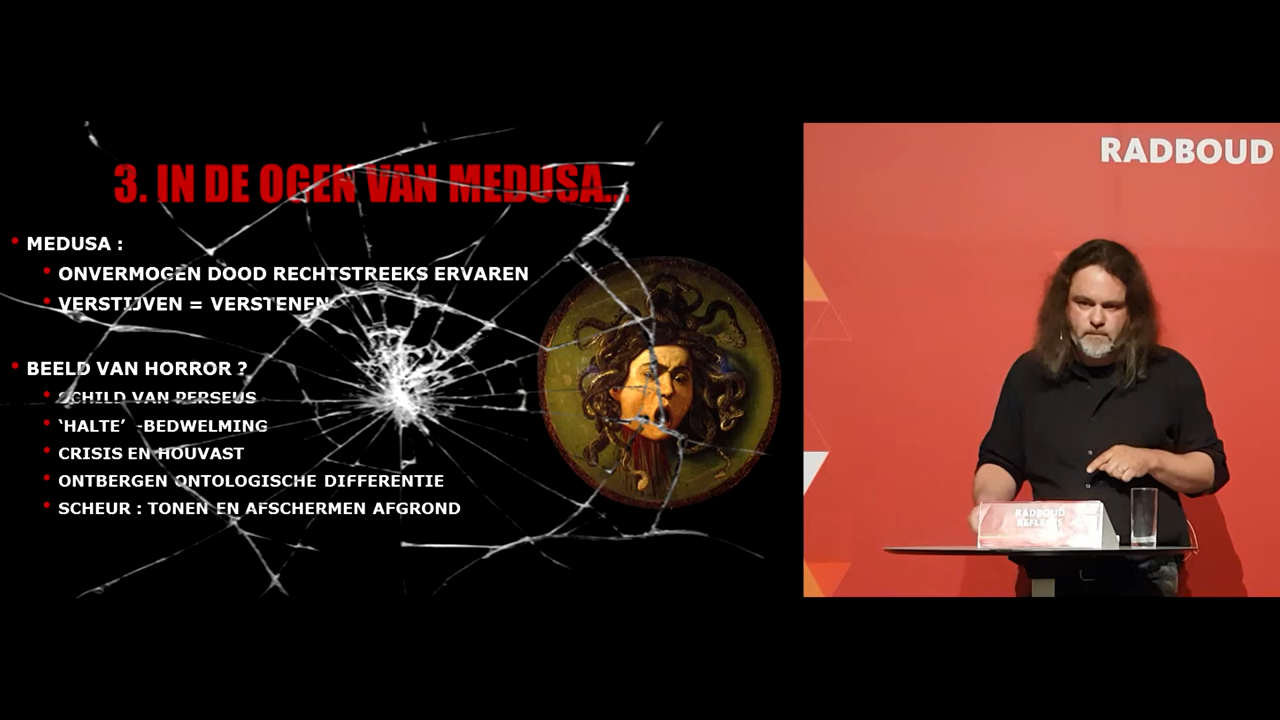 3. IN DE OGEN VAN MEDUSA...
• MEDUSA :
• ONVERMOGEN DOOD RECHTSTREEKS ERVAREN
• VERSTIJVEN = VERSTENEN
• BEELD VAN HORROR ?
• SCHILD VAN PERSEUS
• ‘HALTE’ -BEDWELMING
• CRISIS EN HOUVAST
• ONTBERGEN ONTOLOGISCHE DIFFERENTIE
• SCHEUR : TONEN EN AFSCHERMEN AFGROND
RADBOUD
RADBOUD
REFLECTS